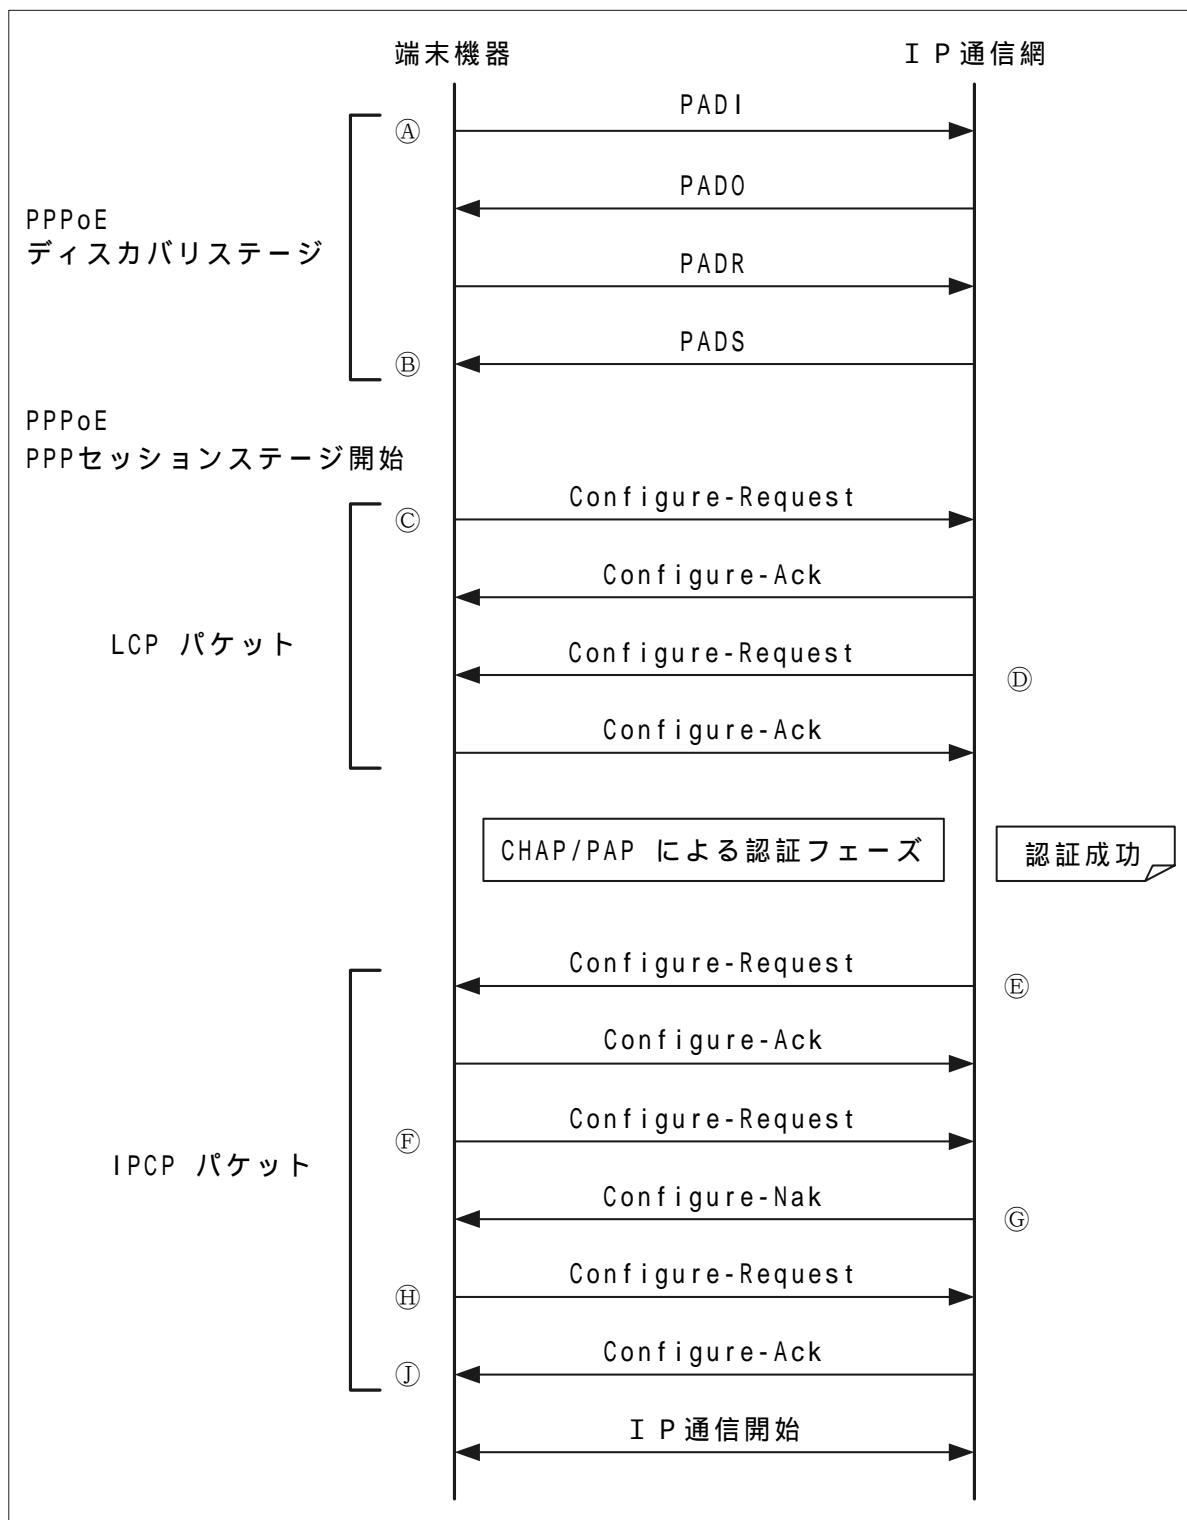 端末機器
ＩＰ通信網
PADI
Ⓐ
PADO
PPPoE
ディスカバリステージ
PADR
PADS
Ⓑ
PPPoE
PPPセッションステージ開始
Configure-Request
Ⓒ
Configure-Ack
LCP パケット
Configure-Request
Ⓓ
Configure-Ack
CHAP/PAP による認証フェーズ
認証成功
Configure-Request
Ⓔ
Configure-Ack
Configure-Request
Ⓕ
IPCP パケット
Configure-Nak
Ⓖ
Configure-Request
Ⓗ
Configure-Ack
Ⓙ
ＩＰ通信開始